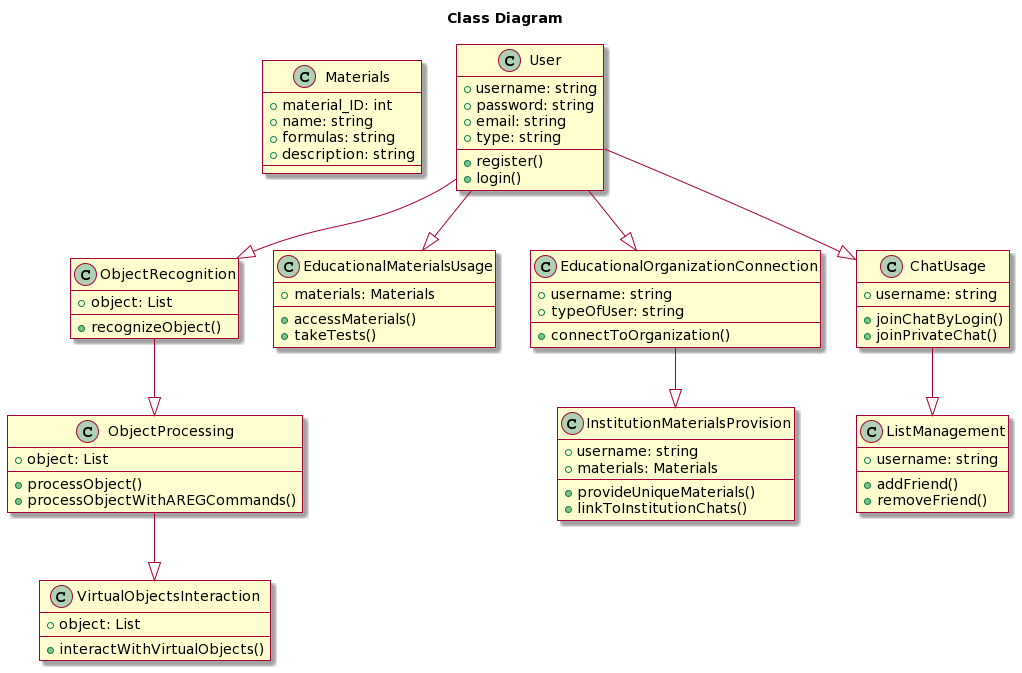 Class Diagram
C Materials
material_ID: int
name: string
formulas: string
description: string
C User
username: string
password: string
email: string
type: string
register()
login()
C ObjectRecognition
object: List
recognizeObject()
C EducationalMaterialsUsage
materials: Materials
accessMaterials()
takeTests()
C EducationalOrganizationConnection
username: string
typeOfUser: string
connectToOrganization()
C ChatUsage
username: string
joinChatByLogin()
joinPrivateChat()
C ObjectProcessing
object: List
processObject()
processObjectWithAREGCommands()
C InstitutionMaterialsProvision
username: string
materials: Materials
provideUniqueMaterials()
linkToInstitutionChats()
C ListManagement
username: string
addFriend()
removeFriend()
C VirtualObjectsInteraction
object: List
interactWithVirtualObjects()